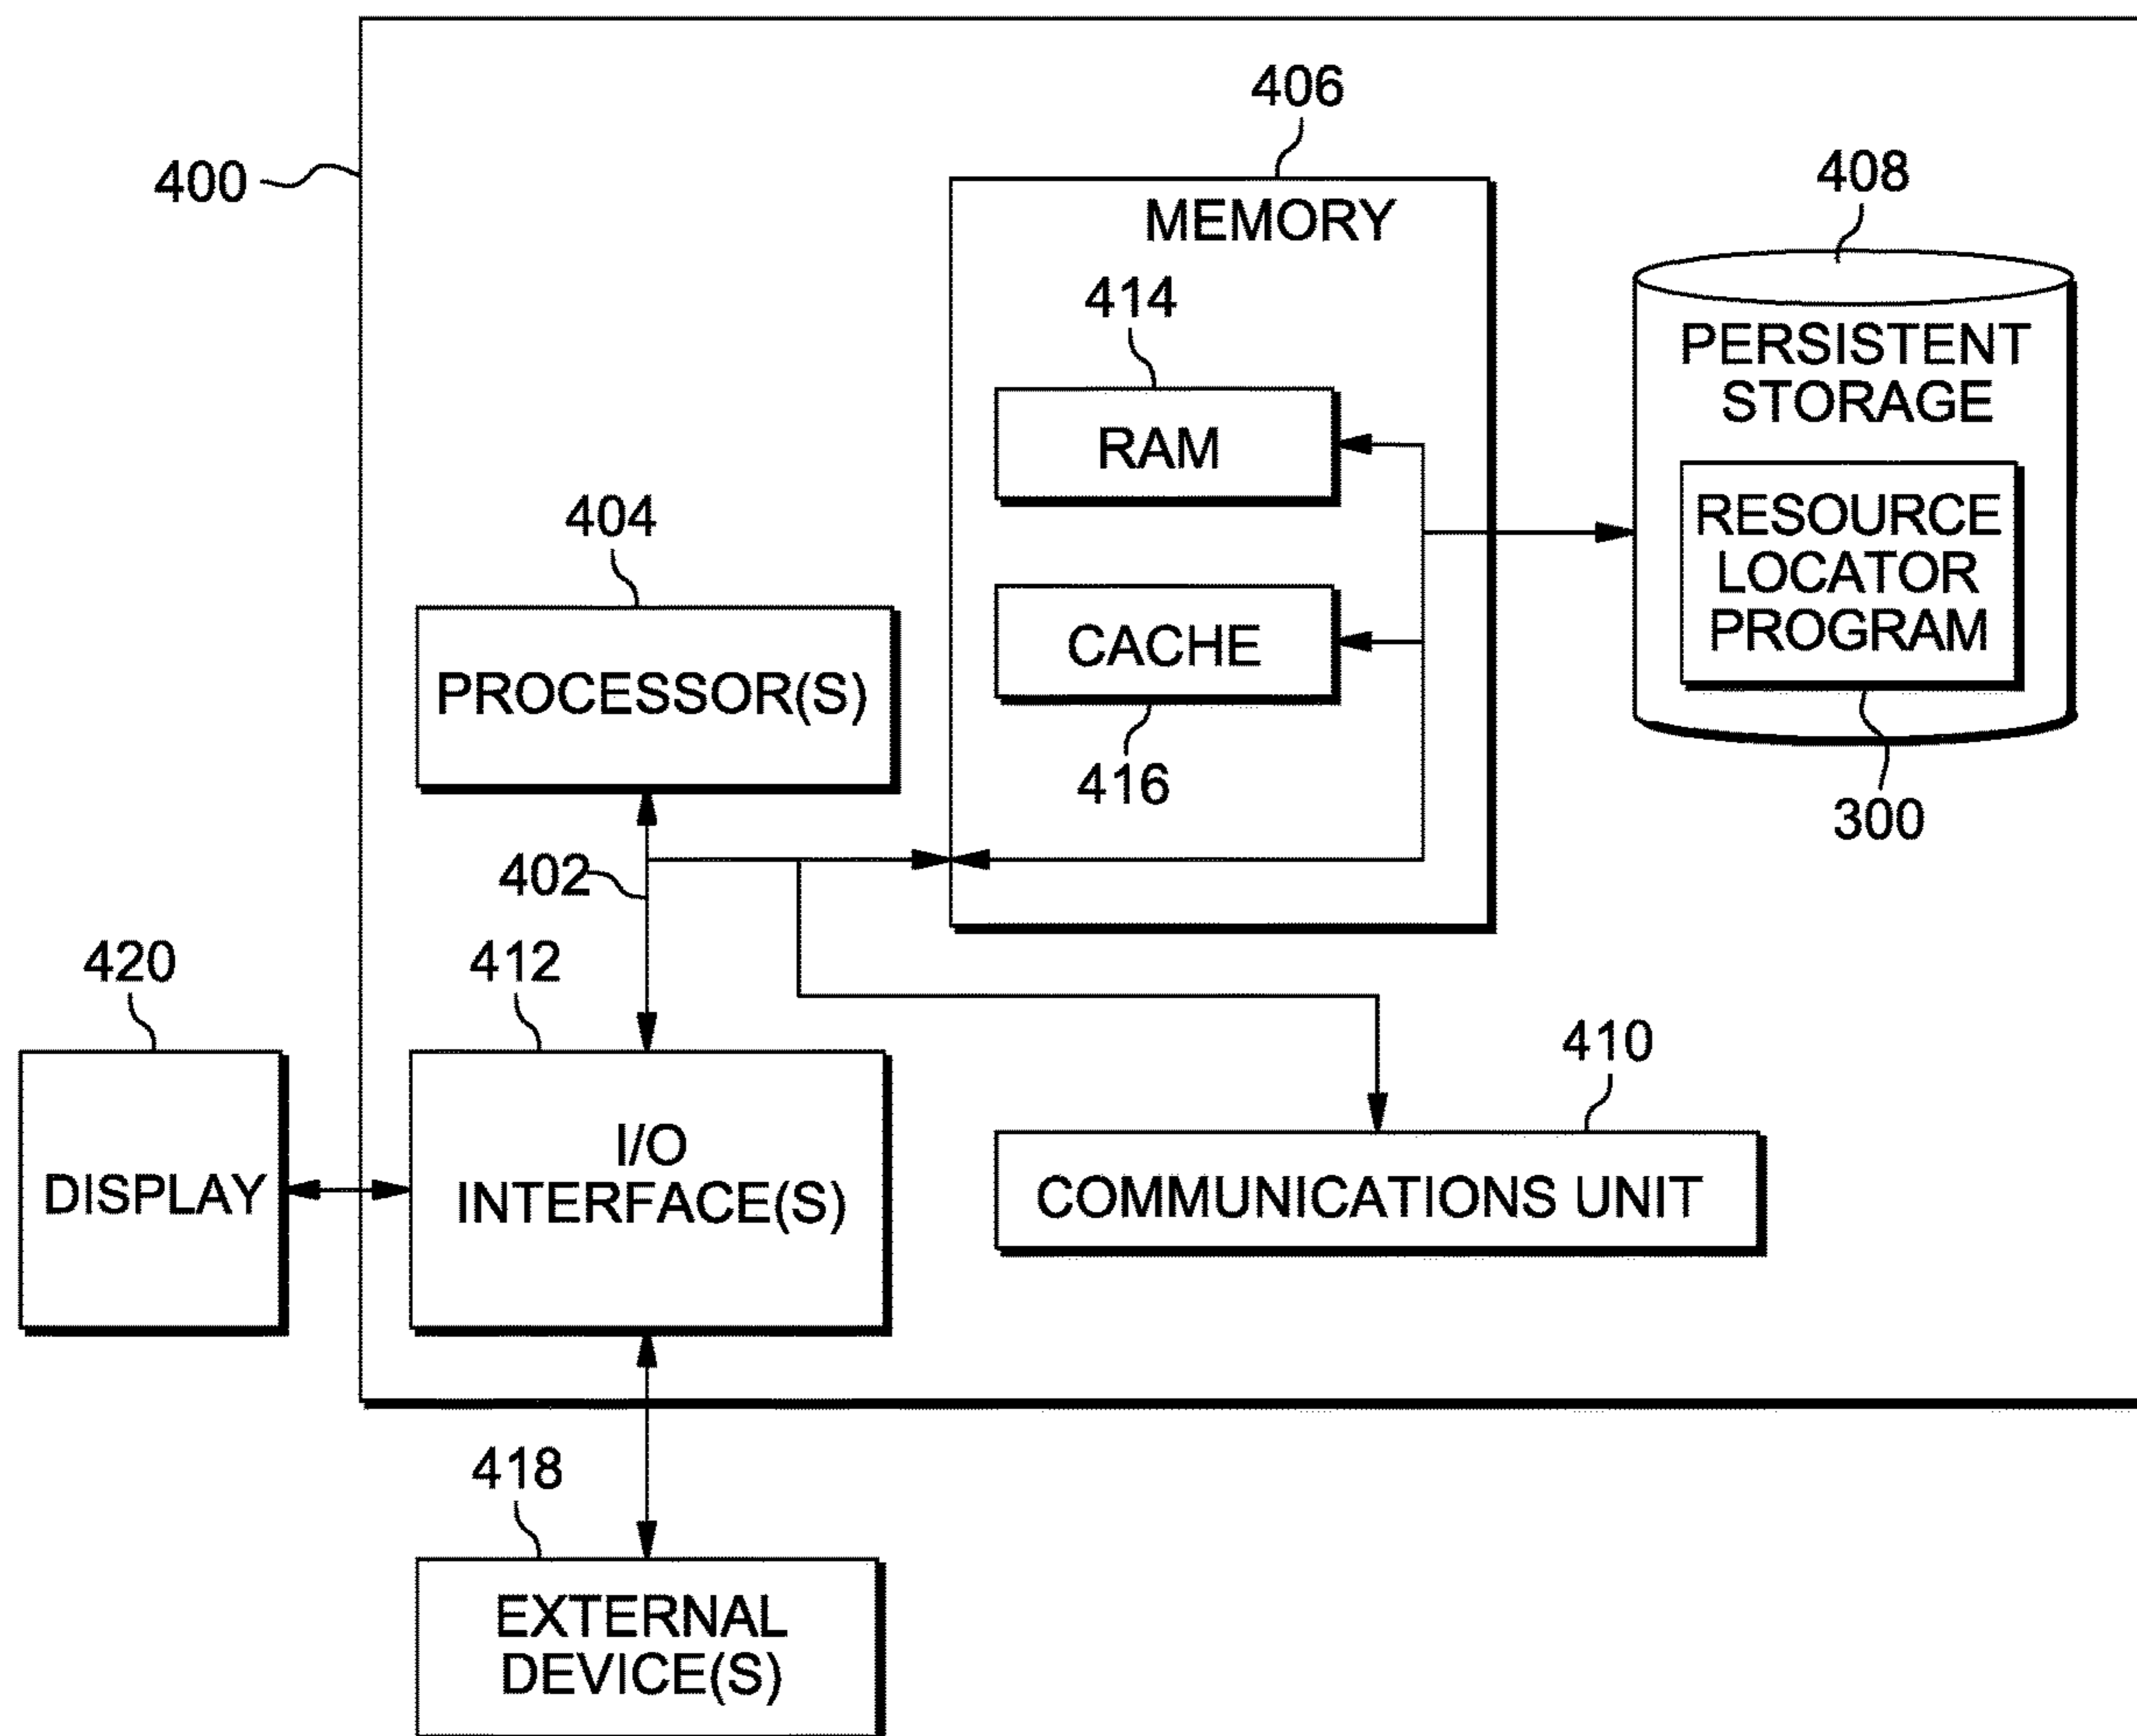 406
400
408
MEMORY
414
PERSISTENT
STORAGE
RAM
404
RESOURCE
LOCATOR
PROGRAM
CACHE
PROCESSOR(S)
416
300
402
420
412
410
I/O
INTERFACE(S)
DISPLAY
COMMUNICATIONS UNIT
418
EXTERNAL
DEVICE(S)